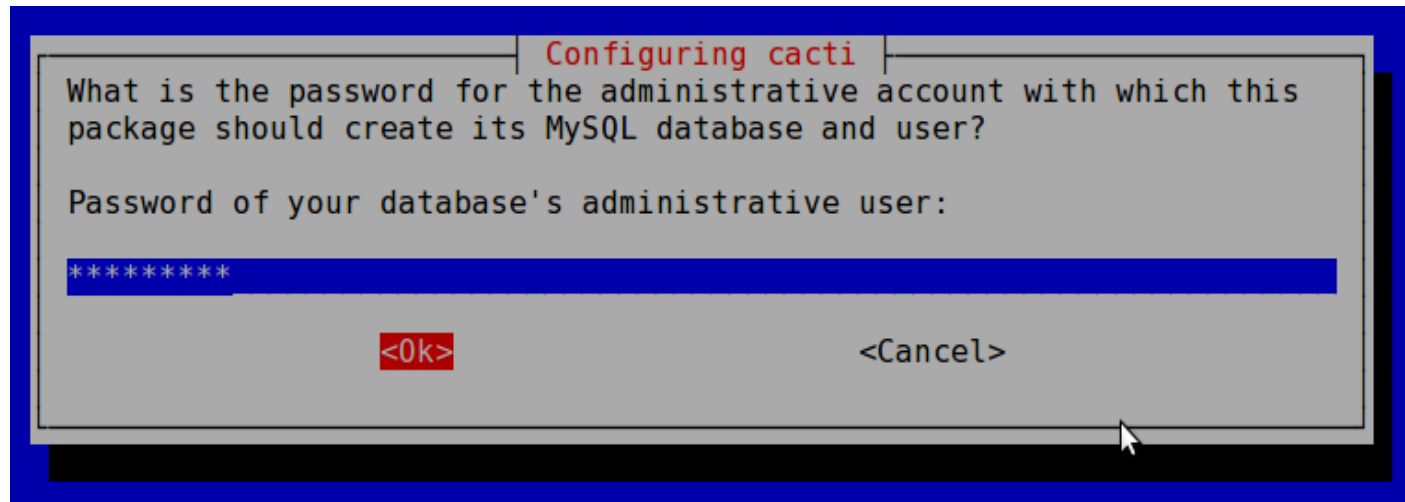 Configuring cacti
What is the password for the administrative account with which this
package should create its MySQL database and user?
Password of your database's administrative user:
*********
<Ok> <Cancel>